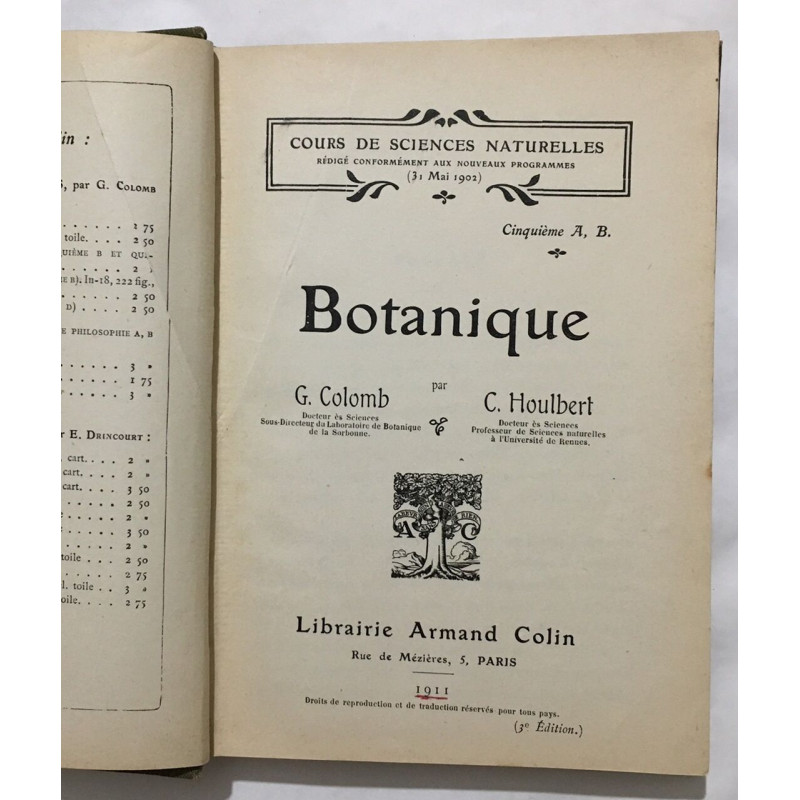 in :
, par G. Colomb
. . . . . . . 2 75
toile. . . . 2 50
QUIÈME B ET QUA-
. . . . . . . 2 "
RE B). In-18, 222 fig.,
. . . . . . . 2 50
D) . . . . 2 50
E PHILOSOPHIE A, B
. . . . . . . 3 "
. . . . . . . 1 75
. . . . . . . 3 "
r E. Drincourt :
cart. . . . 2 "
cart. . . . 2 "
cart. . . . 3 50
. . . . . . . 2 50
. . . . . . . 2 "
. . . . . . . 3 50
. . . . . . . 2 "
toile . . . 2 50
. . . . . . . 2 75
l. toile . . 3 "
toile. . . . 2 75
COURS DE SCIENCES NATURELLES
RÉDIGÉ CONFORMÉMENT AUX NOUVEAUX PROGRAMMES
(31 Mai 1902)
Cinquième A, B.
Botanique
par
G. Colomb
Docteur ès Sciences
Sous-Directeur du Laboratoire de Botanique
de la Sorbonne.
C. Houlbert
Docteur ès Sciences
Professeur de Sciences naturelles
à l'Université de Rennes.
A C
Librairie Armand Colin
Rue de Mézières, 5, PARIS
1911
Droits de reproduction et de traduction réservés pour tous pays.
(3e Édition.)